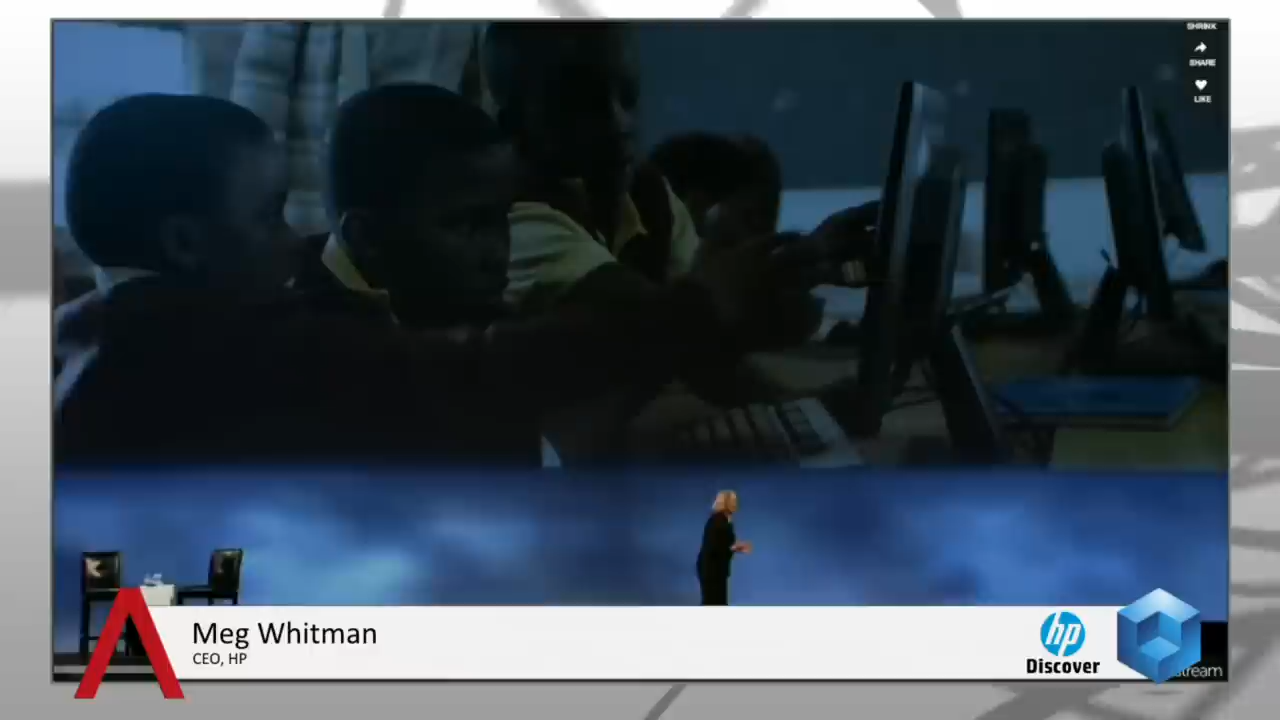 SHRINK
SHARE
LIKE
Meg Whitman
CEO, HP
hp
Discover
stream